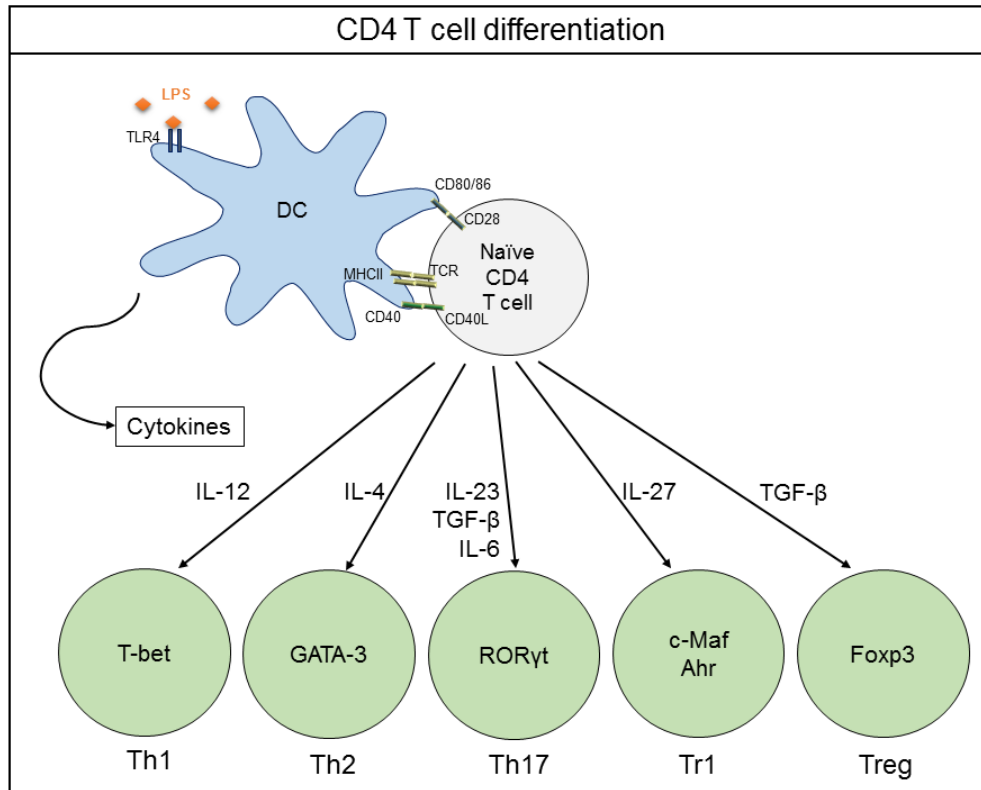 CD4 T cell differentiation
LPS
TLR4
DC
CD80/86
CD28
Naïve
CD4
T cell
MHCII
TCR
CD40
CD40L
Cytokines
IL-12
IL-4
IL-23
TGF-β
IL-6
IL-27
TGF-β
T-bet
GATA-3
RORγt
c-Maf
Ahr
Foxp3
Th1
Th2
Th17
Tr1
Treg